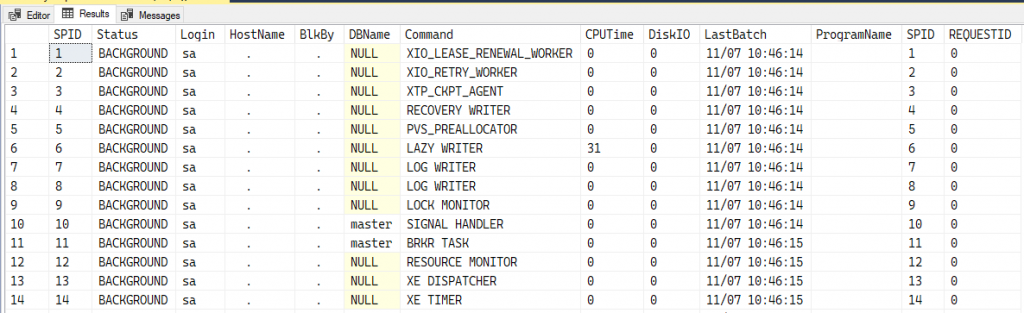 Editor Results Messages
SPID Status Login HostName BlkBy DBName Command CPUTime DiskIO LastBatch ProgramName SPID REQUESTID
1 1 BACKGROUND sa . . NULL XIO_LEASE_RENEWAL_WORKER 0 0 11/07 10:46:14 1 0
2 2 BACKGROUND sa . . NULL XIO_RETRY_WORKER 0 0 11/07 10:46:14 2 0
3 3 BACKGROUND sa . . NULL XTP_CKPT_AGENT 0 0 11/07 10:46:14 3 0
4 4 BACKGROUND sa . . NULL RECOVERY WRITER 0 0 11/07 10:46:14 4 0
5 5 BACKGROUND sa . . NULL PVS_PREALLOCATOR 0 0 11/07 10:46:14 5 0
6 6 BACKGROUND sa . . NULL LAZY WRITER 31 0 11/07 10:46:14 6 0
7 7 BACKGROUND sa . . NULL LOG WRITER 0 0 11/07 10:46:14 7 0
8 8 BACKGROUND sa . . NULL LOG WRITER 0 0 11/07 10:46:14 8 0
9 9 BACKGROUND sa . . NULL LOCK MONITOR 0 0 11/07 10:46:14 9 0
10 10 BACKGROUND sa . . master SIGNAL HANDLER 0 0 11/07 10:46:14 10 0
11 11 BACKGROUND sa . . master BRKR TASK 0 0 11/07 10:46:15 11 0
12 12 BACKGROUND sa . . NULL RESOURCE MONITOR 0 0 11/07 10:46:15 12 0
13 13 BACKGROUND sa . . NULL XE DISPATCHER 0 0 11/07 10:46:15 13 0
14 14 BACKGROUND sa . . NULL XE TIMER 0 0 11/07 10:46:15 14 0